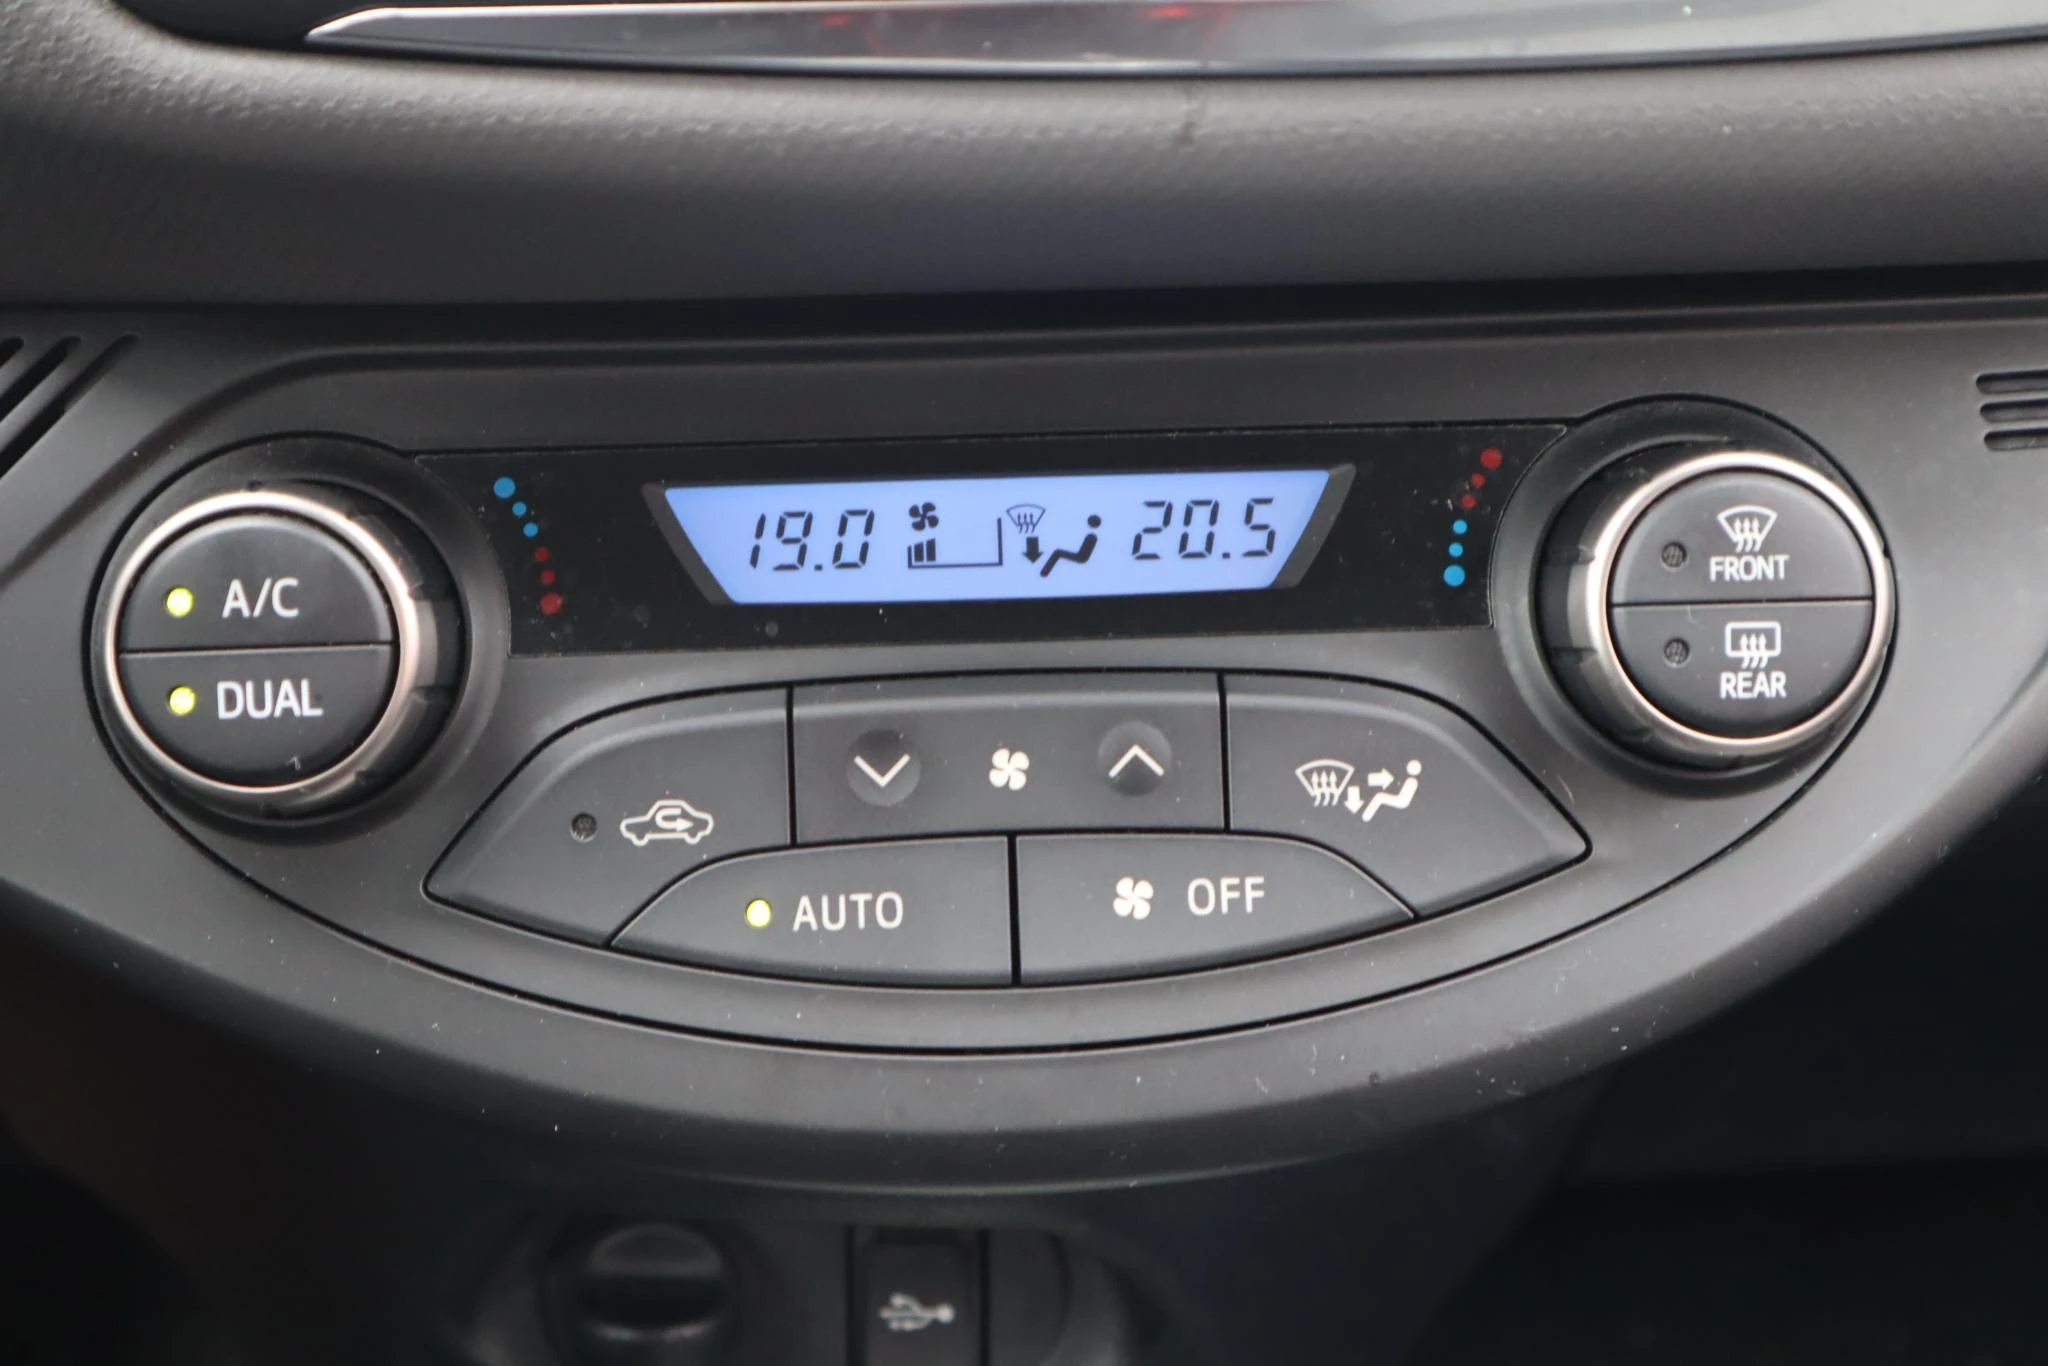 19.0 20.5
A/C
DUAL
FRONT
REAR
AUTO
OFF